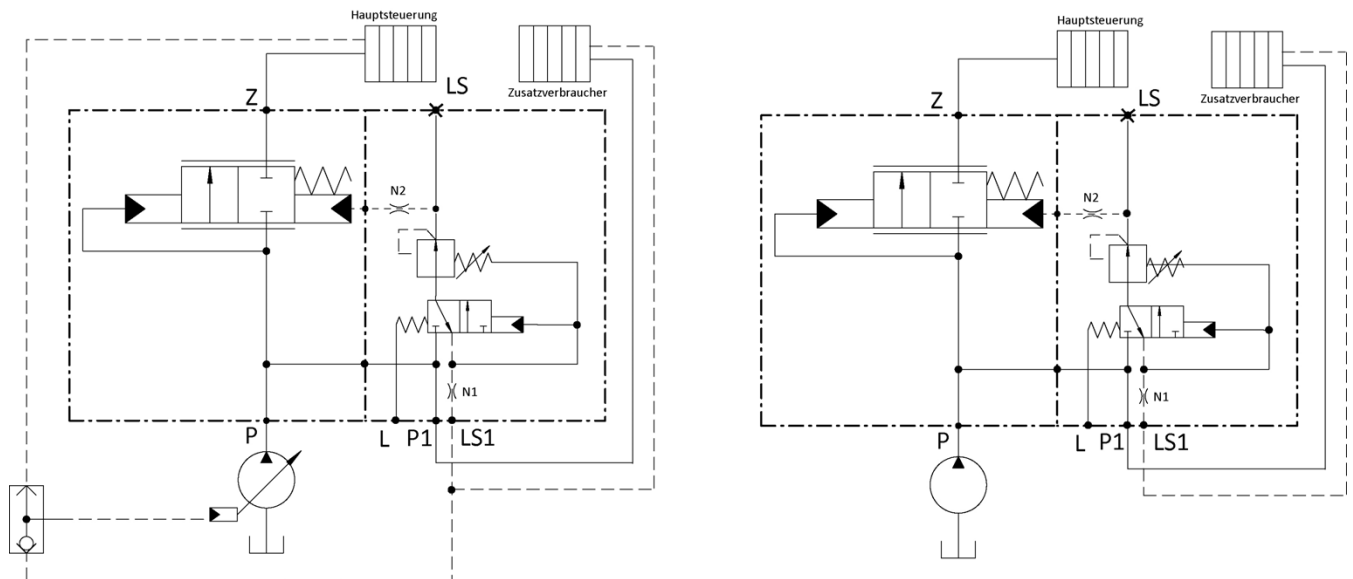 Hauptsteuerung
Zusatzverbraucher
LS
Z
N2
N1
P
L
P1
LS1
Hauptsteuerung
Zusatzverbraucher
LS
Z
N2
N1
P
L
P1
LS1